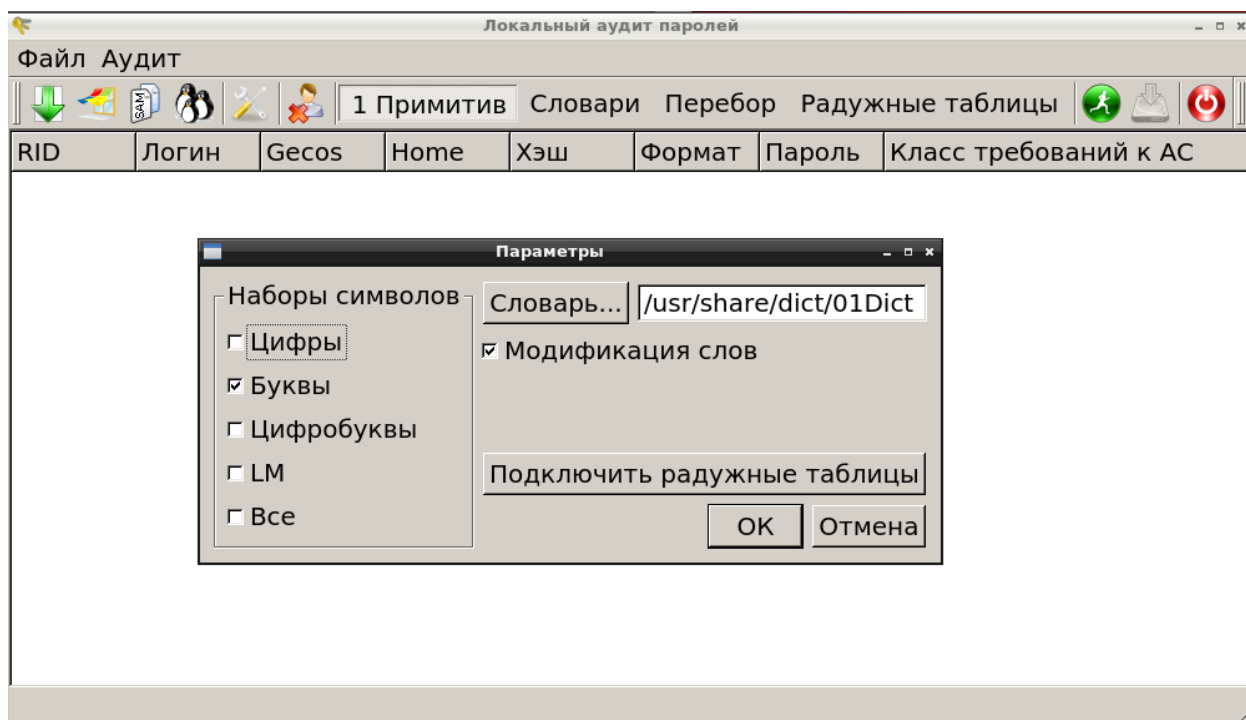 Локальный аудит паролей
Файл Аудит
SAM 1 Примитив Словари Перебор Радужные таблицы
RID Логин Gecos Home Хэш Формат Пароль Класс требований к АС
Параметры
Наборы символов
Словарь... /usr/share/dict/01Dict
Цифры
Модификация слов
Буквы
Цифробуквы
LM
Подключить радужные таблицы
Все
ОК Отмена